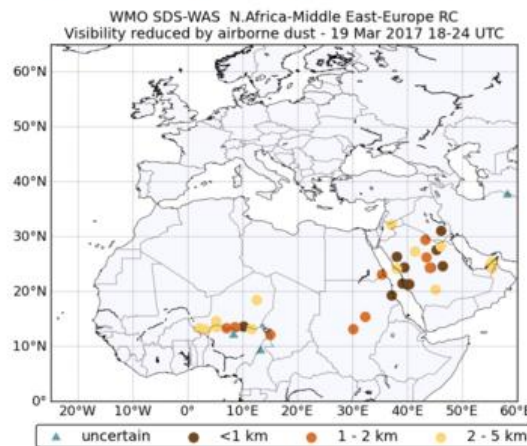 WMO SDS-WAS N.Africa-Middle East-Europe RC
Visibility reduced by airborne dust - 19 Mar 2017 18-24 UTC
60°N
50°N
40°N
30°N
20°N
10°N
0°
20°W
10°W
0°
10°E
20°E
30°E
40°E
50°E
60°E
uncertain
<1 km
1 - 2 km
2 - 5 km